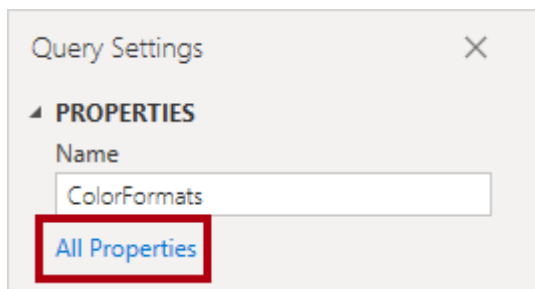 Query Settings
PROPERTIES
Name
ColorFormats
All Properties